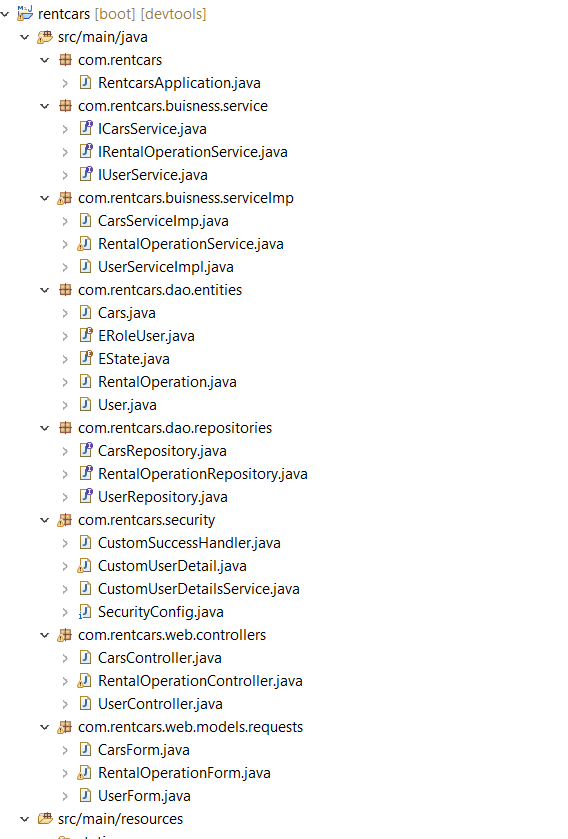 rentcars [boot] [devtools]
src/main/java
com.rentcars
RentcarsApplication.java
com.rentcars.buisness.service
ICarsService.java
IRentalOperationService.java
IUserService.java
com.rentcars.buisness.serviceImp
CarsServiceImp.java
RentalOperationService.java
UserServiceImpl.java
com.rentcars.dao.entities
Cars.java
ERoleUser.java
EState.java
RentalOperation.java
User.java
com.rentcars.dao.repositories
CarsRepository.java
RentalOperationRepository.java
UserRepository.java
com.rentcars.security
CustomSuccessHandler.java
CustomUserDetail.java
CustomUserDetailsService.java
SecurityConfig.java
com.rentcars.web.controllers
CarsController.java
RentalOperationController.java
UserController.java
com.rentcars.web.models.requests
CarsForm.java
RentalOperationForm.java
UserForm.java
src/main/resources